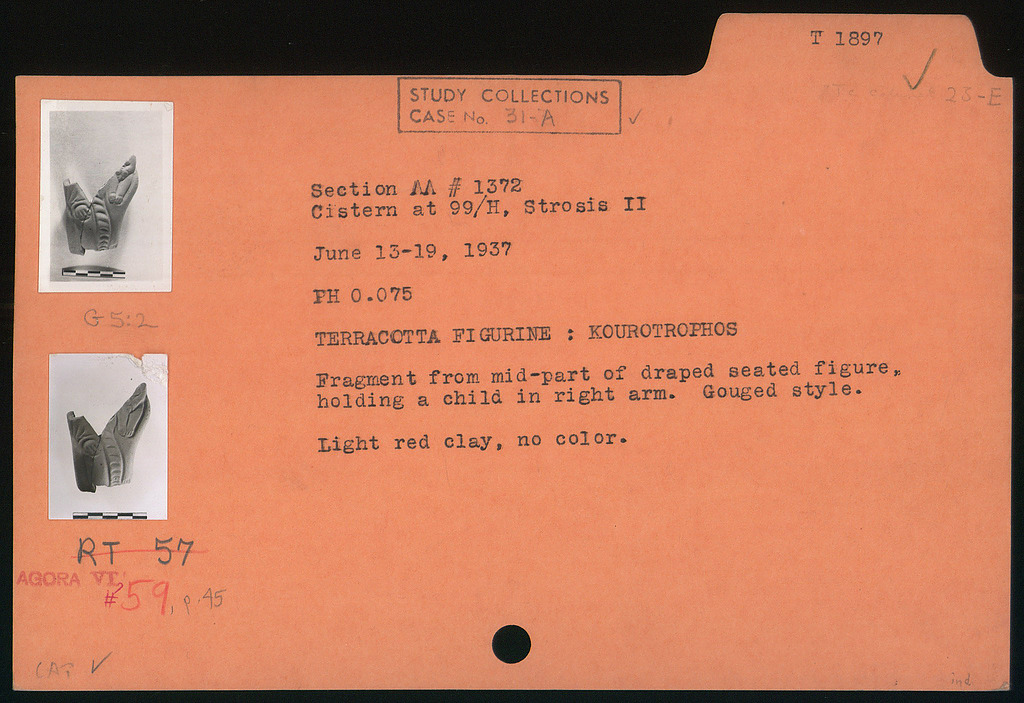 T 1897
23-E
STUDY COLLECTIONS
CASE No. 31-A
Section ΛΛ # 1372
Cistern at 99/H, Strosis II
June 13-19, 1937
PH 0.075
G 5:2
TERRACOTTA FIGURINE : KOUROTROPHOS
Fragment from mid-part of draped seated figure,
holding a child in right arm. Gouged style.
Light red clay, no color.
RT 57
AGORA VI
#59, p. 45
CAT
ind